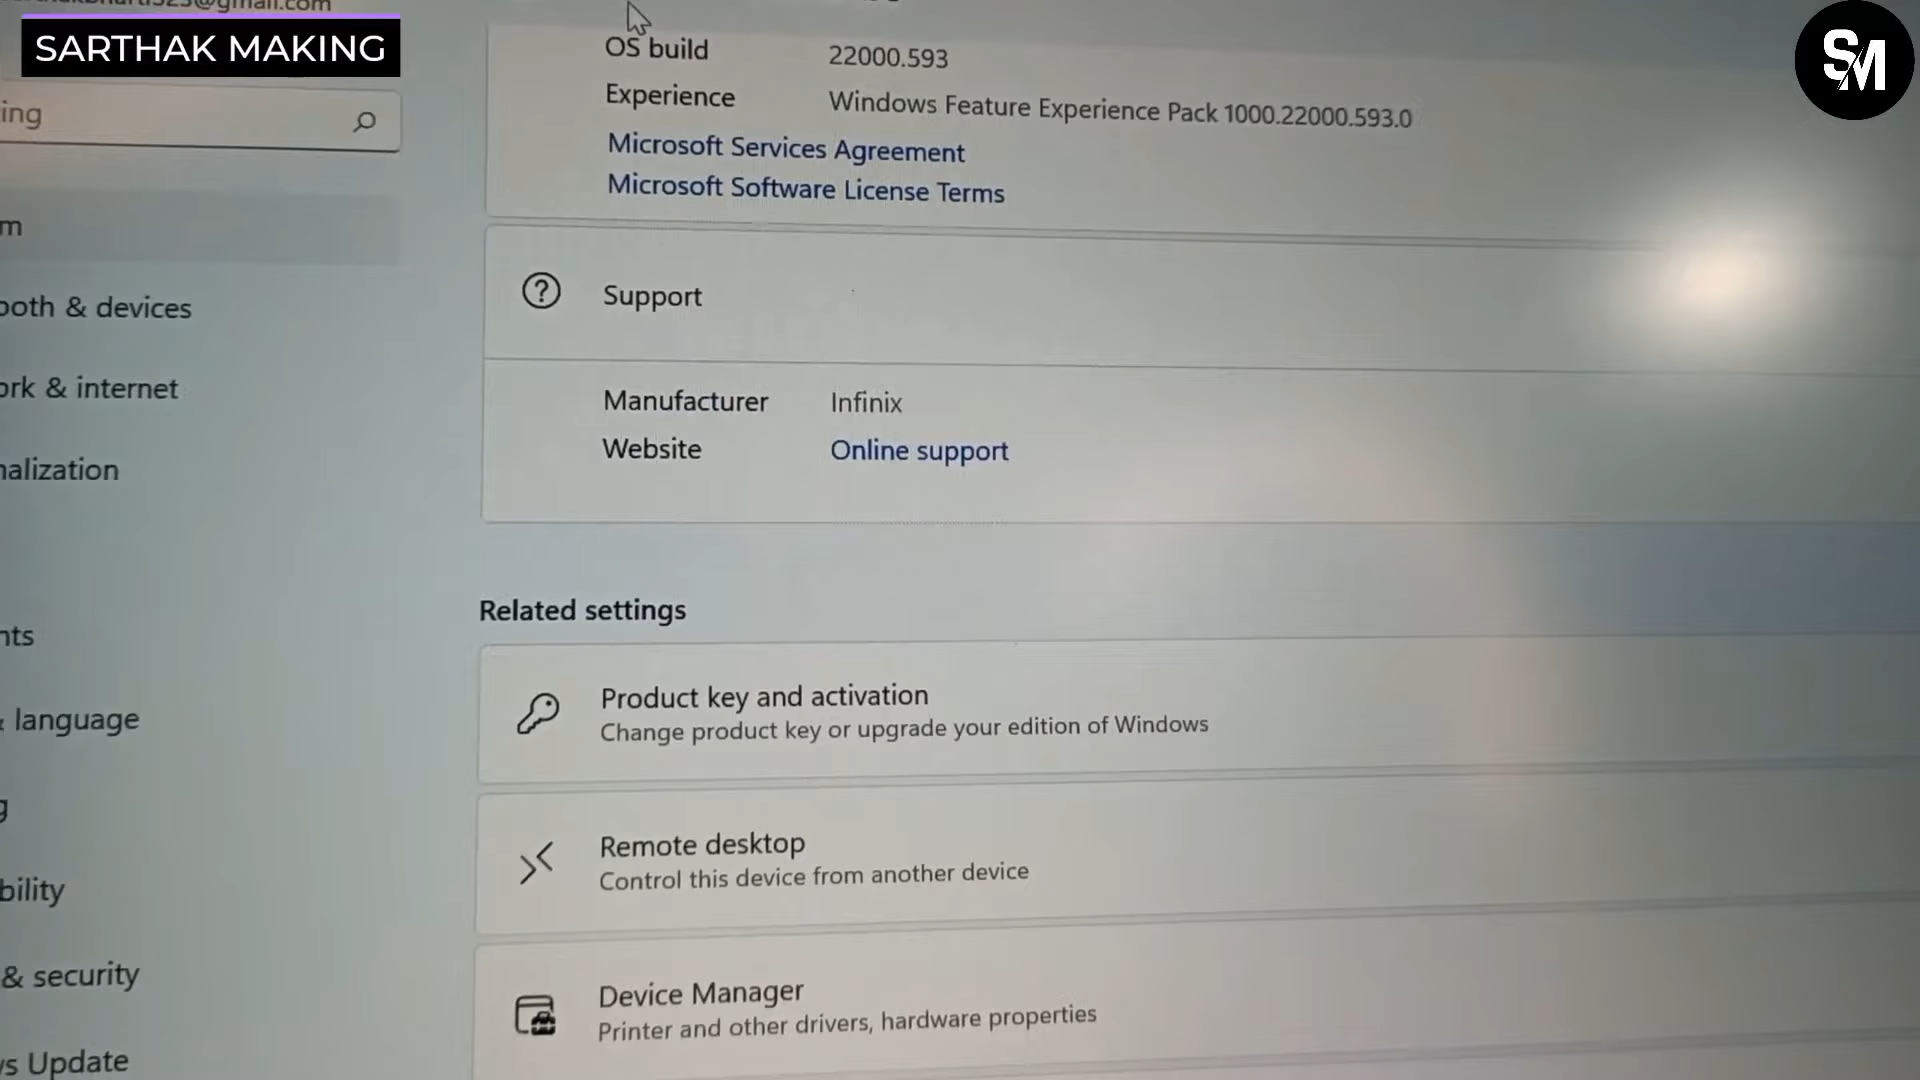 SARTHAK MAKING
SM
OS build 22000.593
ing
Experience Windows Feature Experience Pack 1000.22000.593.0
Microsoft Services Agreement
Microsoft Software License Terms
m
ooth & devices
Support
ork & internet
Manufacturer Infinix
Website Online support
nalization
Related settings
nts
Product key and activation
Change product key or upgrade your edition of Windows
& language
g
Remote desktop
Control this device from another device
bility
& security
Device Manager
Printer and other drivers, hardware properties
vs Update